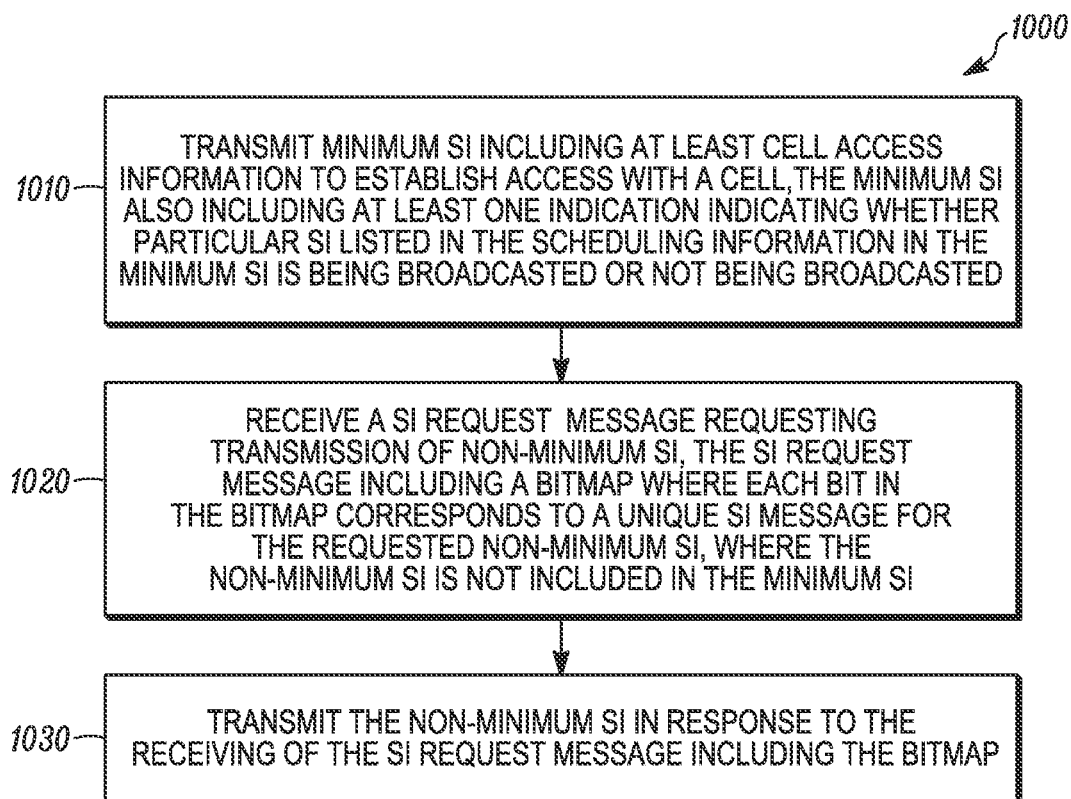 1000
1010
TRANSMIT MINIMUM SI INCLUDING AT LEAST CELL ACCESS
INFORMATION TO ESTABLISH ACCESS WITH A CELL, THE MINIMUM SI
ALSO INCLUDING AT LEAST ONE INDICATION INDICATING WHETHER
PARTICULAR SI LISTED IN THE SCHEDULING INFORMATION IN THE
MINIMUM SI IS BEING BROADCASTED OR NOT BEING BROADCASTED
1020
RECEIVE A SI REQUEST MESSAGE REQUESTING
TRANSMISSION OF NON-MINIMUM SI, THE SI REQUEST
MESSAGE INCLUDING A BITMAP WHERE EACH BIT IN
THE BITMAP CORRESPONDS TO A UNIQUE SI MESSAGE FOR
THE REQUESTED NON-MINIMUM SI, WHERE THE
NON-MINIMUM SI IS NOT INCLUDED IN THE MINIMUM SI
1030
TRANSMIT THE NON-MINIMUM SI IN RESPONSE TO THE
RECEIVING OF THE SI REQUEST MESSAGE INCLUDING THE BITMAP